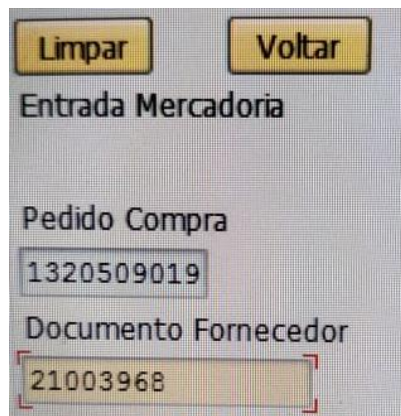 Limpar Voltar
Entrada Mercadoria
Pedido Compra
1320509019
Documento Fornecedor
21003968